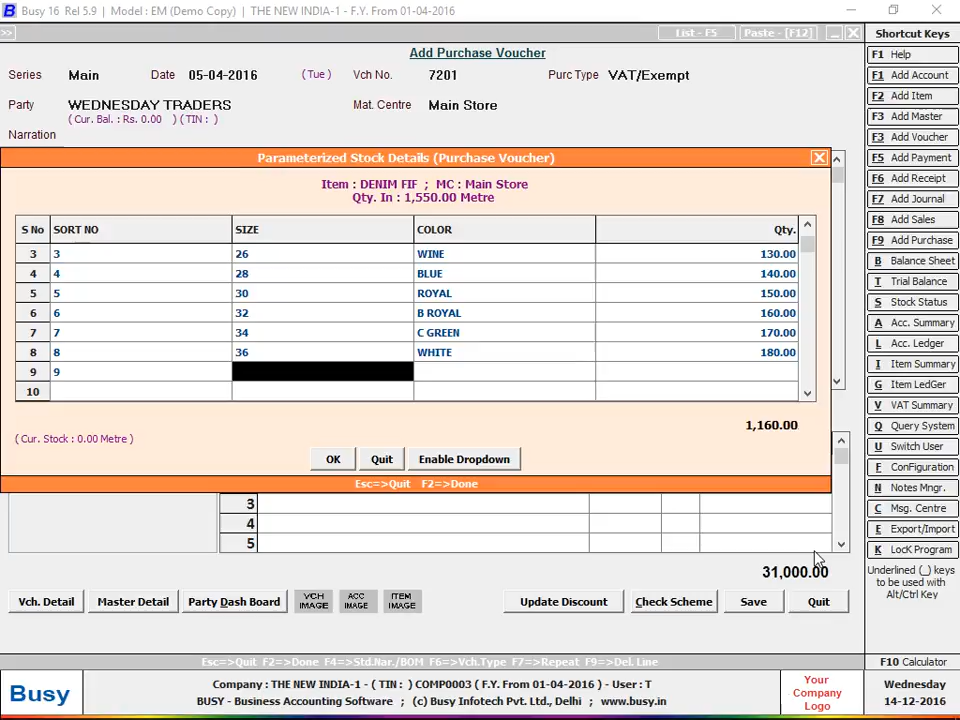 Busy 16 Rel 5.9 | Model : EM (Demo Copy) | THE NEW INDIA-1 - F.Y. From 01-04-2016
>> List - F5 Paste - [F12] Shortcut Keys
Add Purchase Voucher
Series Main Date 05-04-2016 ( Tue ) Vch No. 7201 Purc Type VAT/Exempt
Party WEDNESDAY TRADERS Mat. Centre Main Store
( Cur. Bal. : Rs. 0.00 ) ( TIN : )
Narration
Parameterized Stock Details (Purchase Voucher)
Item : DENIM FIF ; MC : Main Store
Qty. In : 1,550.00 Metre
S No SORT NO SIZE COLOR Qty.
3 3 26 WINE 130.00
4 4 28 BLUE 140.00
5 5 30 ROYAL 150.00
6 6 32 B ROYAL 160.00
7 7 34 C GREEN 170.00
8 8 36 WHITE 180.00
9 9
10
1,160.00
( Cur. Stock : 0.00 Metre )
OK Quit Enable Dropdown
Esc=>Quit F2=>Done
3
4
5
31,000.00
Vch. Detail Master Detail Party Dash Board VCH IMAGE ACC IMAGE ITEM IMAGE Update Discount Check Scheme Save Quit
Esc=>Quit F2=>Done F4=>Std.Nar./BOM F6=>Vch.Type F7=>Repeat F9=>Del. Line
F1 Help
F1 Add Account
F2 Add Item
F3 Add Master
F3 Add Voucher
F5 Add Payment
F6 Add Receipt
F7 Add Journal
F8 Add Sales
F9 Add Purchase
B Balance Sheet
T Trial Balance
S Stock Status
A Acc. Summary
L Acc. Ledger
I Item Summary
G Item LedGer
V VAT Summary
Q Query System
U Switch User
F Configuration
N Notes Mngr.
C Msg. Centre
E Export/Import
K LocK Program
Underlined (_) keys
to be used with
Alt/Ctrl Key
F10 Calculator
Busy
Company : THE NEW INDIA-1 - ( TIN : ) COMP0003 ( F.Y. From 01-04-2016 ) - User : T
BUSY - Business Accounting Software ; (c) Busy Infotech Pvt. Ltd., Delhi ; www.busy.in
Your
Company
Logo
Wednesday
14-12-2016